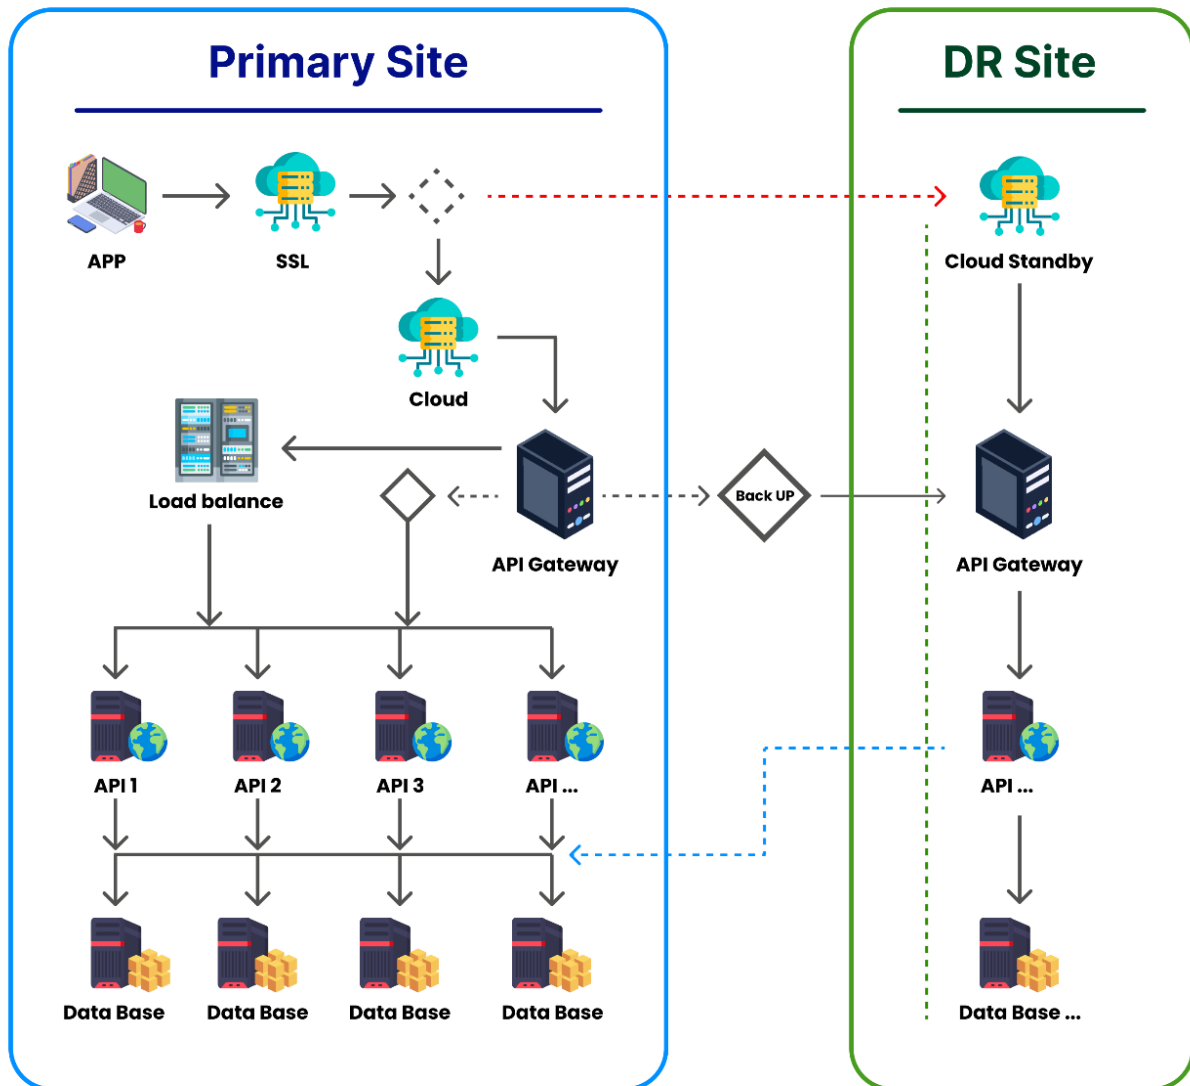 Primary Site
DR Site
APP
SSL
Cloud Standby
Cloud
Load balance
Back UP
API Gateway
API Gateway
API 1
API 2
API 3
API ...
API ...
Data Base
Data Base
Data Base
Data Base
Data Base ...